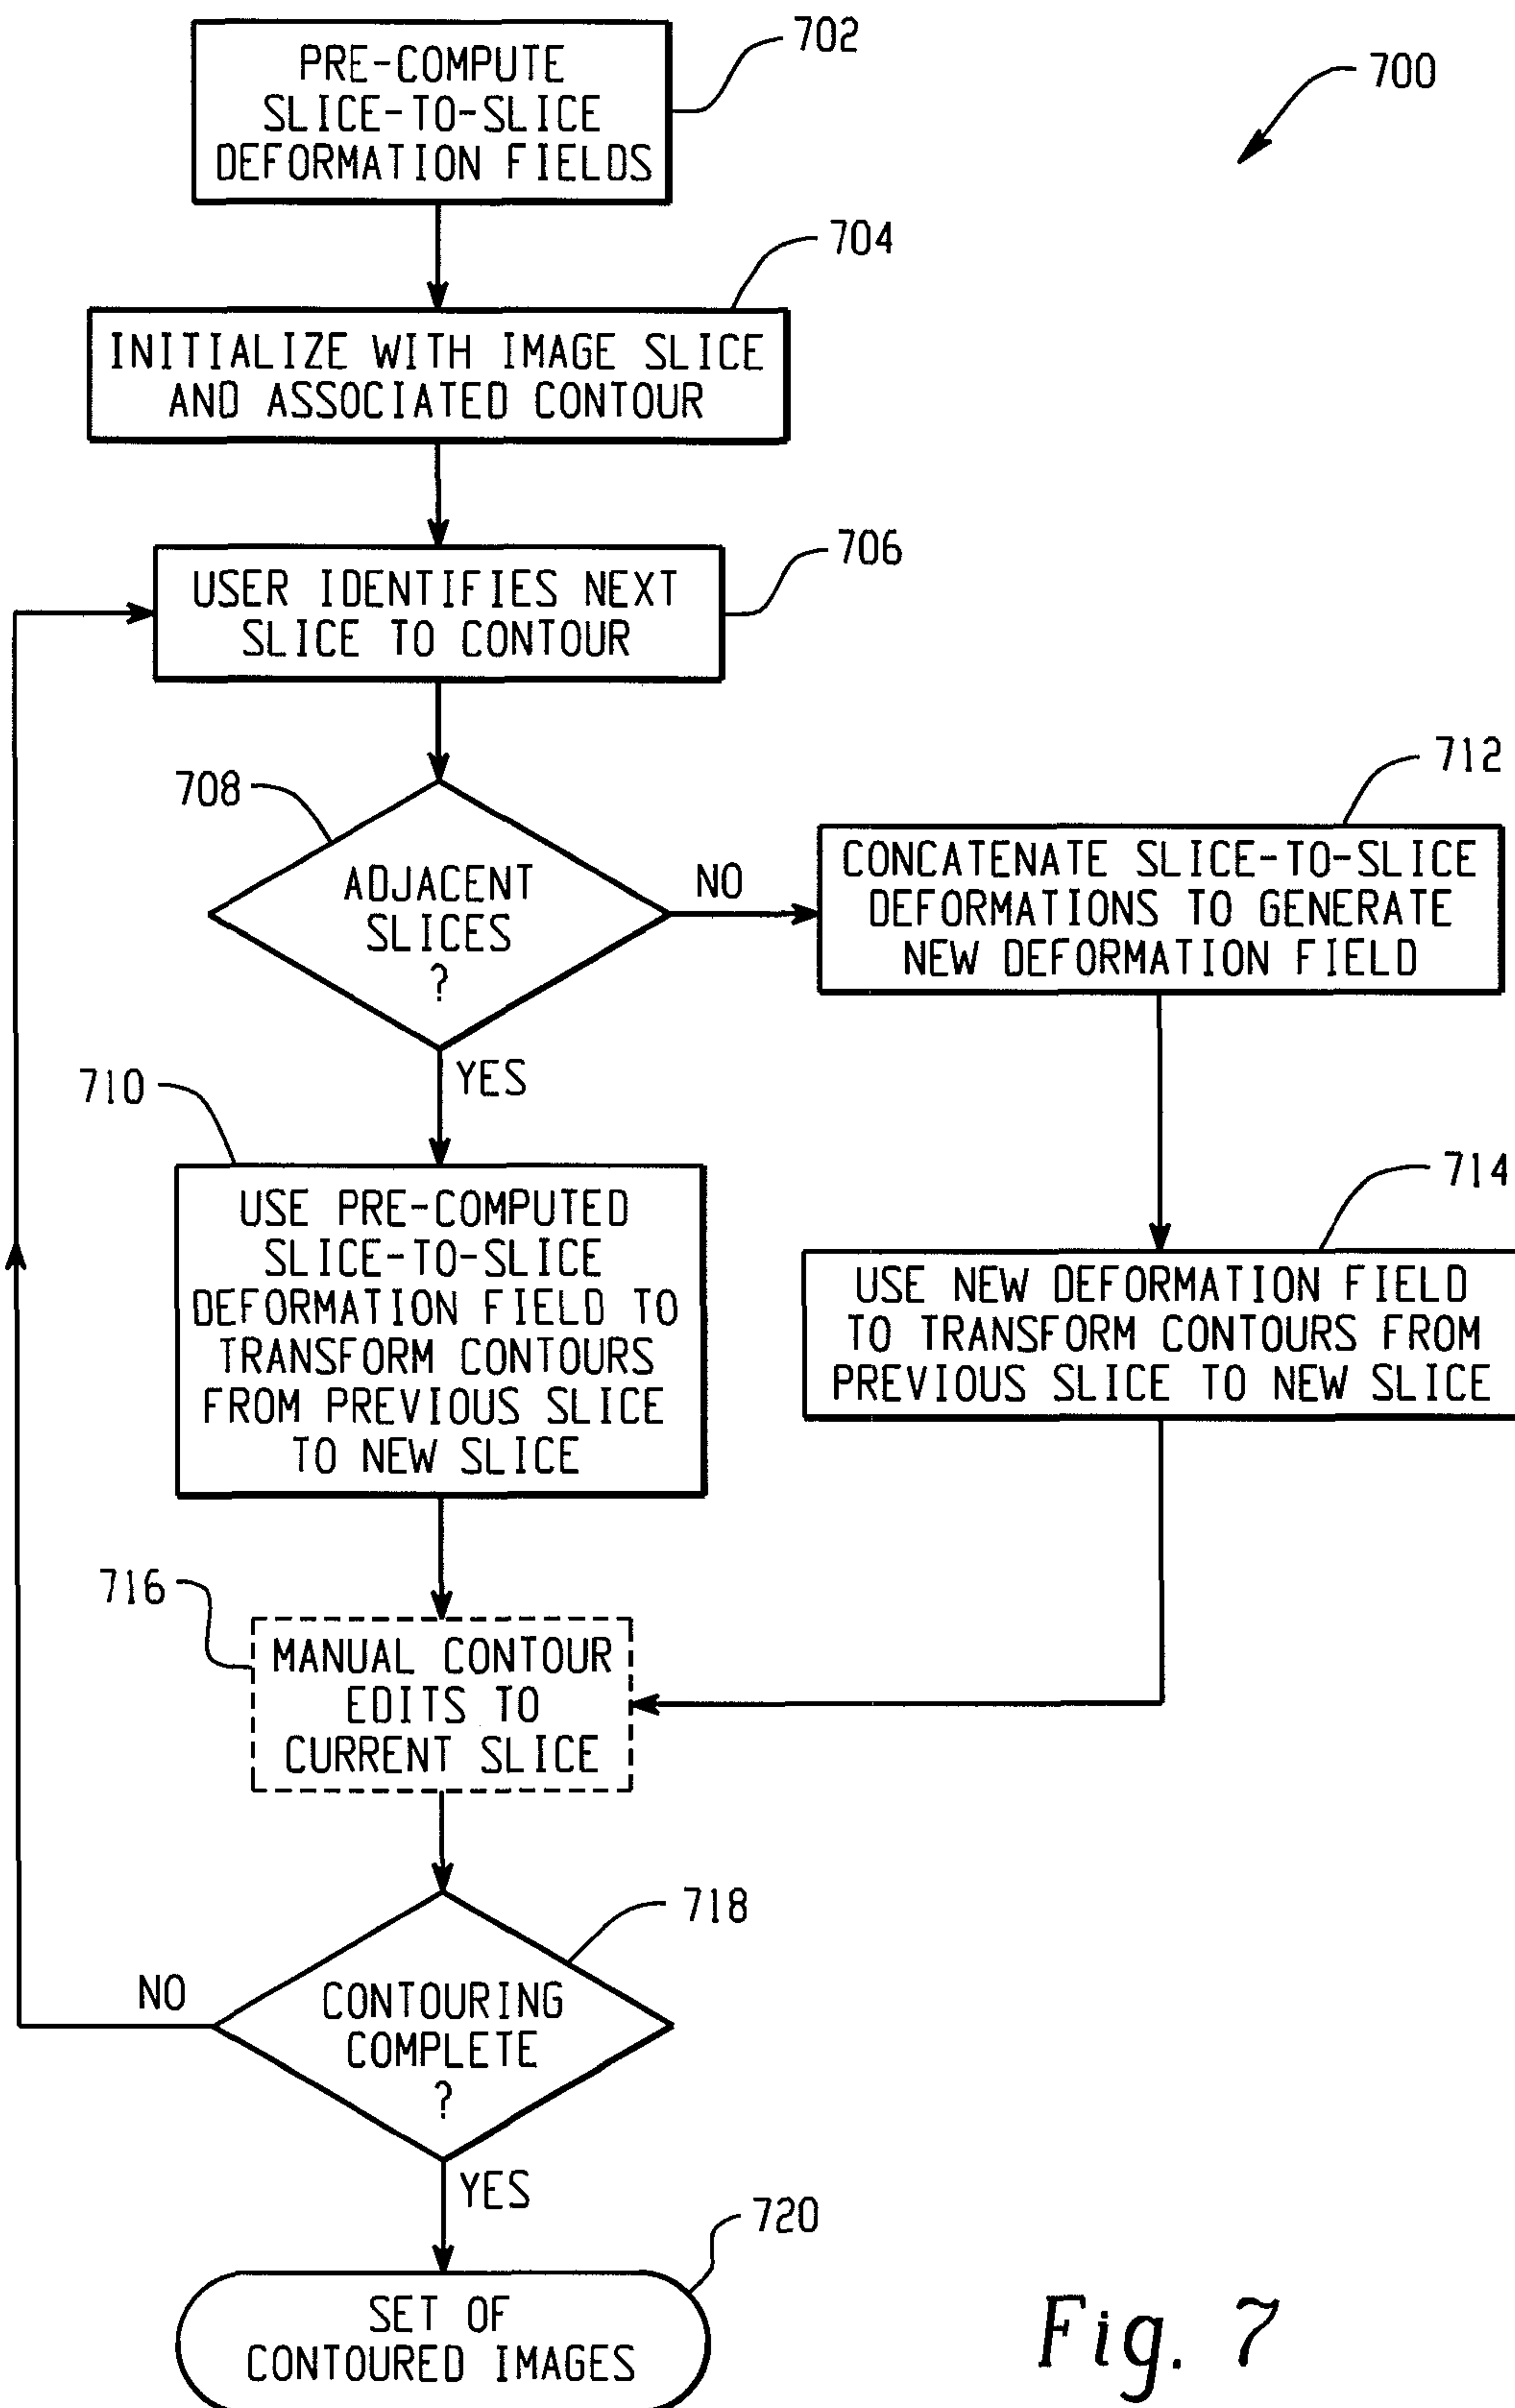 702
PRE-COMPUTE
SLICE-TO-SLICE
DEFORMATION FIELDS
700
704
INITIALIZE WITH IMAGE SLICE
AND ASSOCIATED CONTOUR
706
USER IDENTIFIES NEXT
SLICE TO CONTOUR
708
ADJACENT
SLICES
?
NO
YES
712
CONCATENATE SLICE-TO-SLICE
DEFORMATIONS TO GENERATE
NEW DEFORMATION FIELD
710
USE PRE-COMPUTED
SLICE-TO-SLICE
DEFORMATION FIELD TO
TRANSFORM CONTOURS
FROM PREVIOUS SLICE
TO NEW SLICE
714
USE NEW DEFORMATION FIELD
TO TRANSFORM CONTOURS FROM
PREVIOUS SLICE TO NEW SLICE
716
MANUAL CONTOUR
EDITS TO
CURRENT SLICE
718
NO
CONTOURING
COMPLETE
?
YES
720
SET OF
CONTOURED IMAGES
Fig. 7